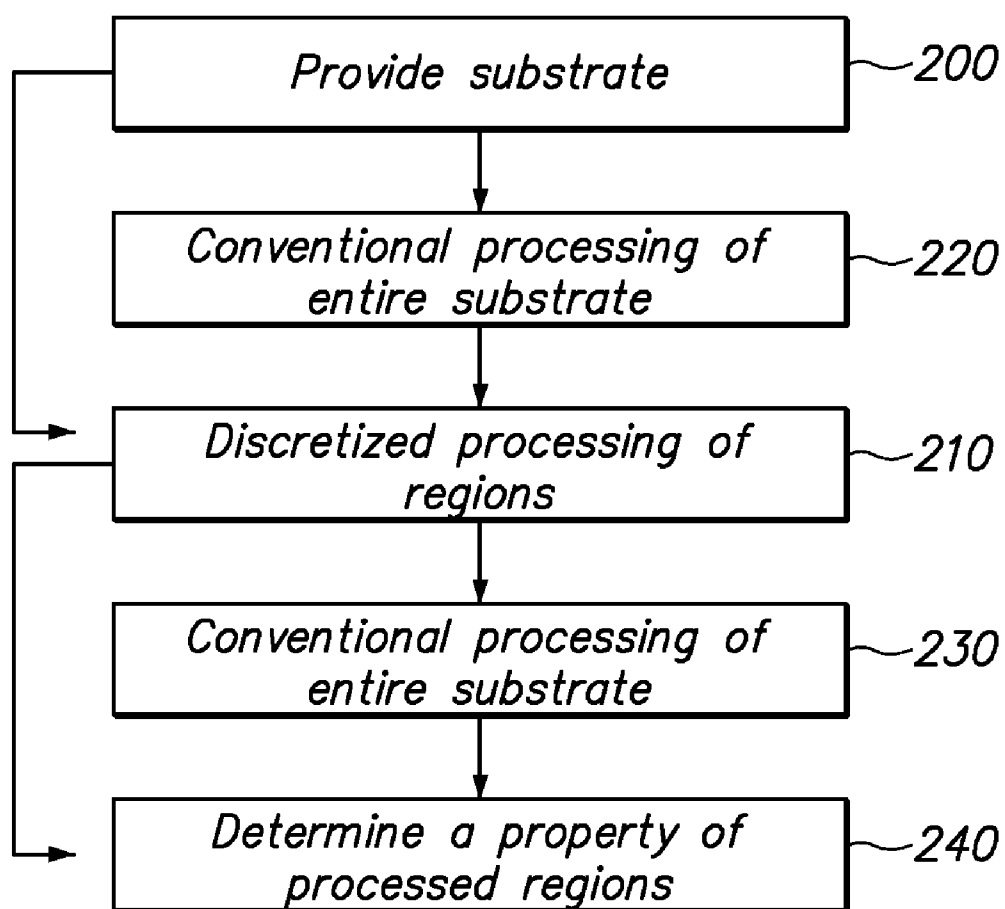 Provide substrate
200
Conventional processing of
entire substrate
220
Discretized processing of
regions
210
Conventional processing of
entire substrate
230
Determine a property of
processed regions
240